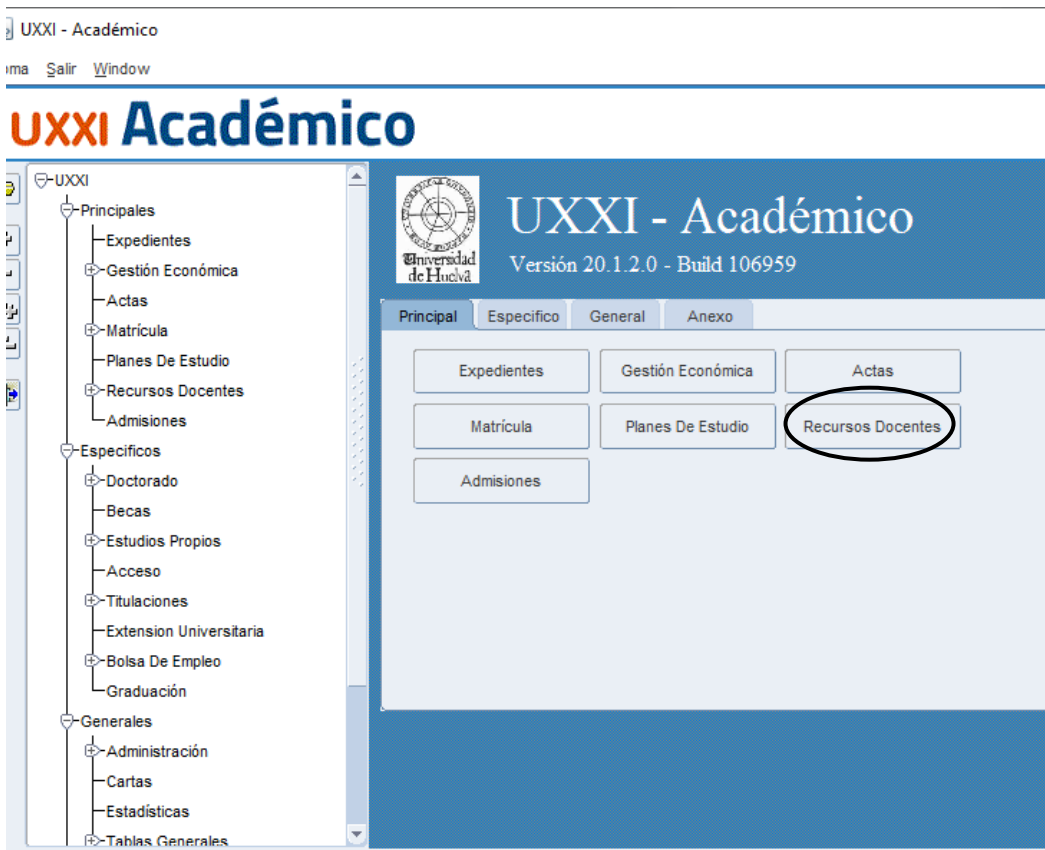 UXXI - Académico
Salir Window
UXXI Académico
UXXI
Principales
Expedientes
Gestión Económica
Actas
Matrícula
Planes De Estudio
Recursos Docentes
Admisiones
Especificos
Doctorado
Becas
Estudios Propios
Acceso
Titulaciones
Extension Universitaria
Bolsa De Empleo
Graduación
Generales
Administración
Cartas
Estadísticas
Tablas Generales
Universidad
de Huelva
UXXI - Académico
Versión 20.1.2.0 - Build 106959
Principal Especifico General Anexo
Expedientes Gestión Económica Actas
Matrícula Planes De Estudio Recursos Docentes
Admisiones